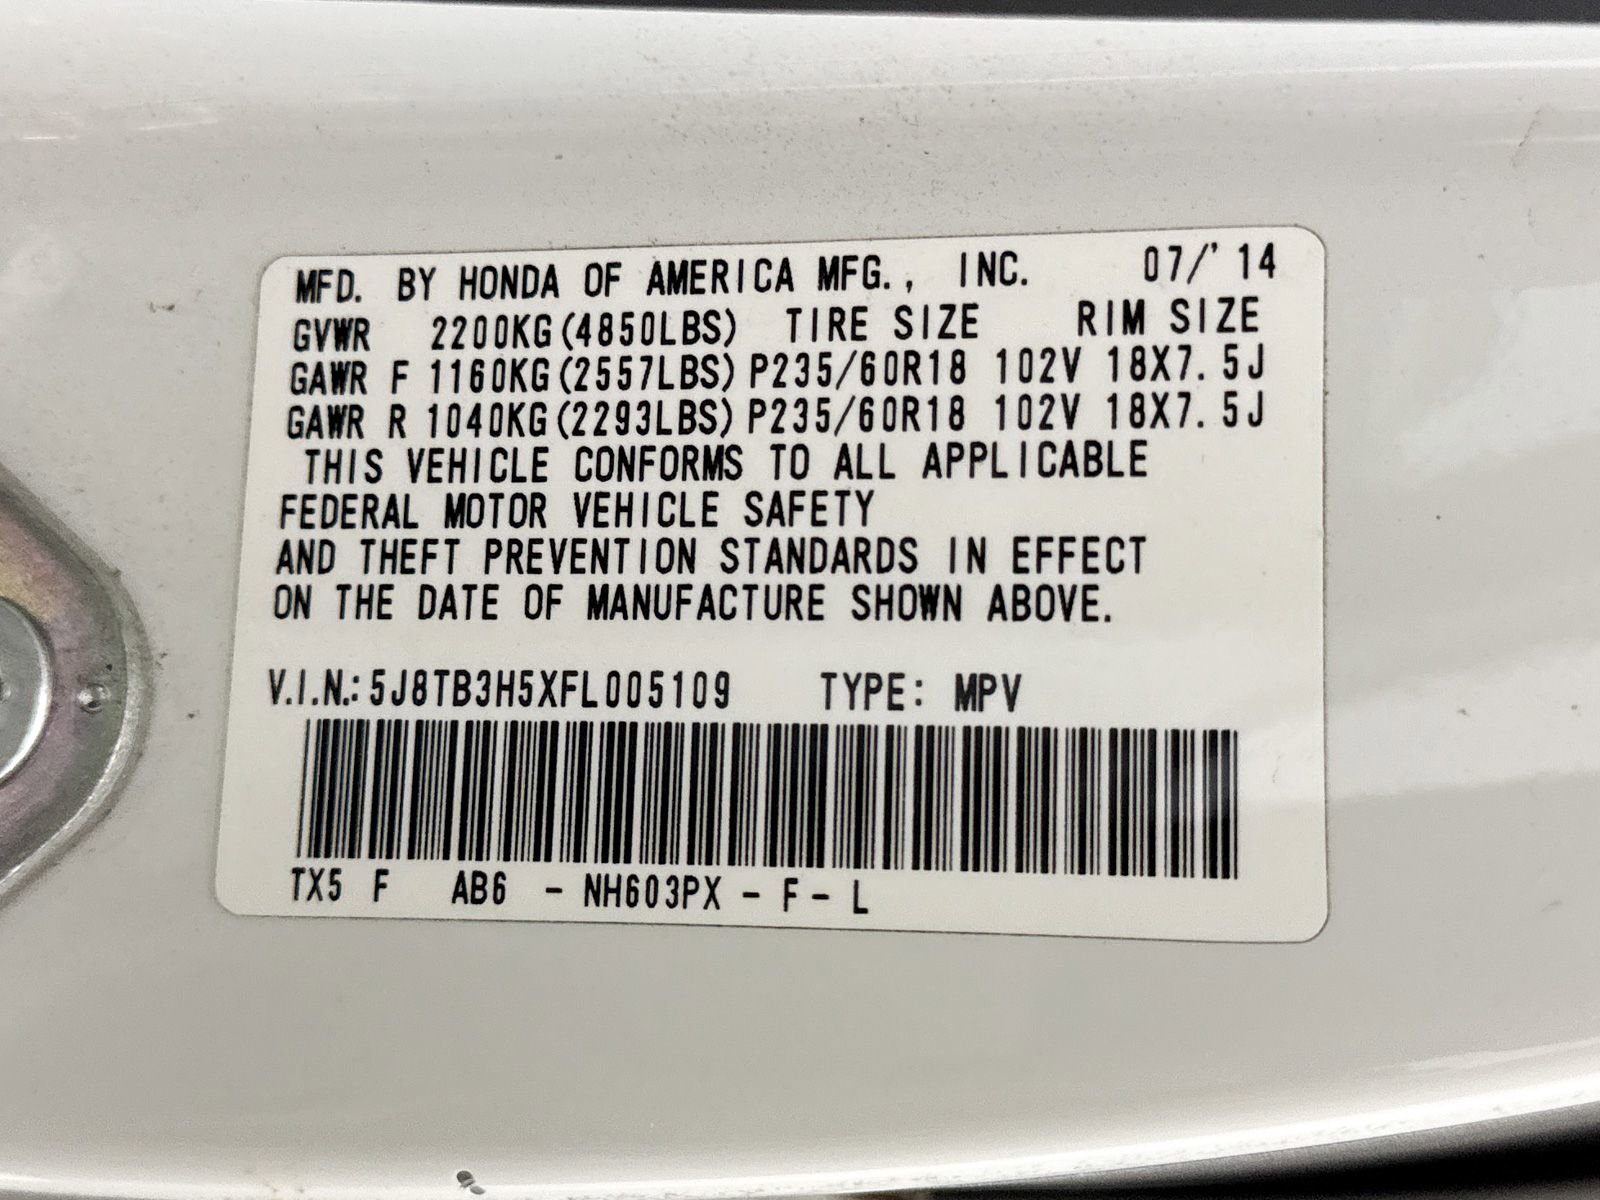 MFD. BY HONDA OF AMERICA MFG., INC. 07/'14
GVWR 2200KG(4850LBS) TIRE SIZE RIM SIZE
GAWR F 1160KG(2557LBS) P235/60R18 102V 18X7.5J
GAWR R 1040KG(2293LBS) P235/60R18 102V 18X7.5J
THIS VEHICLE CONFORMS TO ALL APPLICABLE
FEDERAL MOTOR VEHICLE SAFETY
AND THEFT PREVENTION STANDARDS IN EFFECT
ON THE DATE OF MANUFACTURE SHOWN ABOVE.
V.I.N.: 5J8TB3H5XFL005109 TYPE: MPV
TX5 F AB6 - NH603PX - F - L